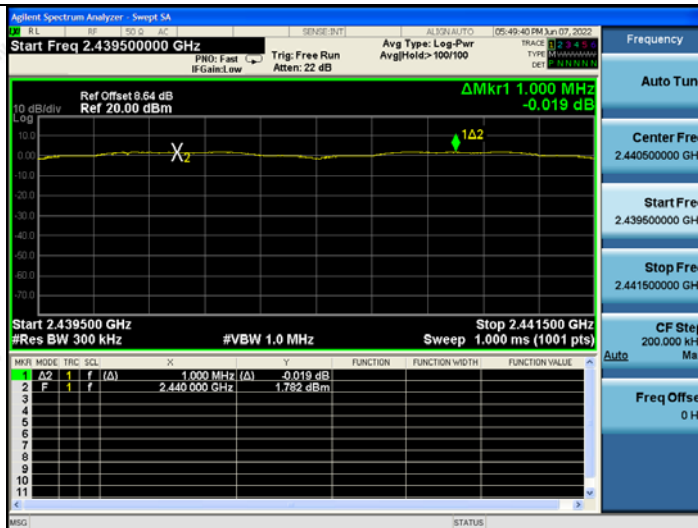 Agilent Spectrum Analyzer - Swept SA
RL RF 50 Ω AC SENSE:INT ALIGN AUTO 05:49:40 PM Jun 07, 2022
Start Freq 2.439500000 GHz
PNO: Fast
IFGain:Low
Trig: Free Run
Atten: 22 dB
Avg Type: Log-Pwr
Avg|Hold:>100/100
TRACE 1 2 3 4 5 6
TYPE M
DET P N N N N N
Ref Offset 8.64 dB
Ref 20.00 dBm
ΔMkr1 1.000 MHz
-0.019 dB
10 dB/div
Log
10.0
0.00
-10.0
-20.0
-30.0
-40.0
-50.0
-60.0
-70.0
X2
1Δ2
Start 2.439500 GHz Stop 2.441500 GHz
#Res BW 300 kHz #VBW 1.0 MHz Sweep 1.000 ms (1001 pts)
MKR MODE TRC SCL X Y FUNCTION FUNCTION WIDTH FUNCTION VALUE
1 Δ2 1 f (Δ) 1.000 MHz (Δ) -0.019 dB
2 F 1 f 2.440 000 GHz 1.782 dBm
3
4
5
6
7
8
9
10
11
MSG STATUS
Frequency
Auto Tun
Center Fre
2.440500000 GH
Start Fre
2.439500000 GH
Stop Fre
2.441500000 GH
CF Ste
200.000 kH
Auto Ma
Freq Offse
0 H